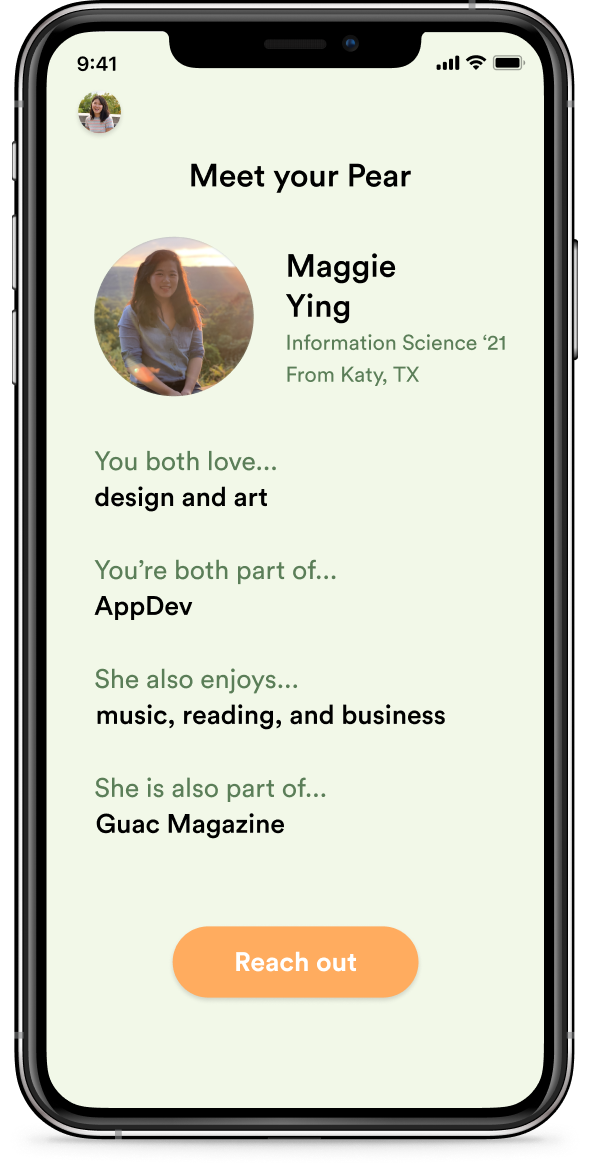 9:41
Meet your Pear
Maggie
Ying
Information Science ‘21
From Katy, TX
You both love...
design and art
You’re both part of...
AppDev
She also enjoys...
music, reading, and business
She is also part of...
Guac Magazine
Reach out